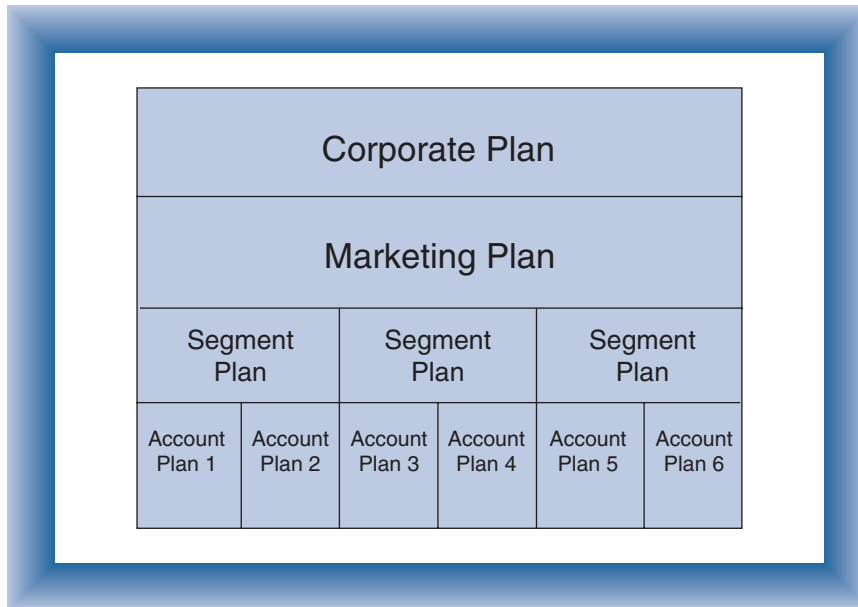 Corporate Plan
Marketing Plan
Segment
Plan
Segment
Plan
Segment
Plan
Account
Plan 1
Account
Plan 2
Account
Plan 3
Account
Plan 4
Account
Plan 5
Account
Plan 6